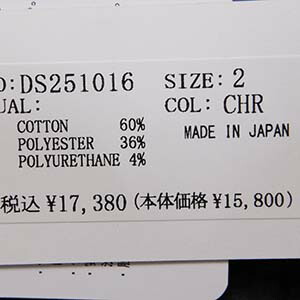 D:DS251016 SIZE: 2
UAL: COL: CHR
COTTON 60%
POLYESTER 36% MADE IN JAPAN
POLYURETHANE 4%
税込 ¥17,380 (本体価格 ¥15,800)